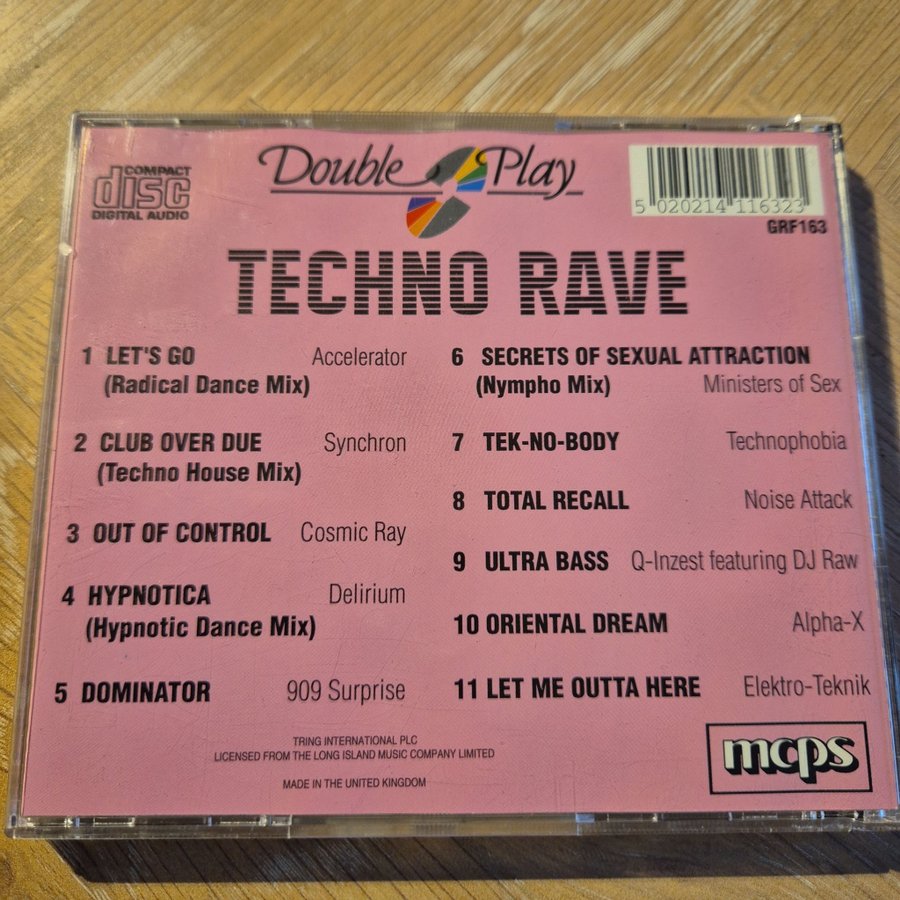 COMPACT
disc
DIGITAL AUDIO
Double Play
5 020214 116323
GRF163
TECHNO RAVE
1 LET'S GO Accelerator
(Radical Dance Mix)
2 CLUB OVER DUE Synchron
(Techno House Mix)
3 OUT OF CONTROL Cosmic Ray
4 HYPNOTICA Delirium
(Hypnotic Dance Mix)
5 DOMINATOR 909 Surprise
6 SECRETS OF SEXUAL ATTRACTION
(Nympho Mix) Ministers of Sex
7 TEK-NO-BODY Technophobia
8 TOTAL RECALL Noise Attack
9 ULTRA BASS Q-Inzest featuring DJ Raw
10 ORIENTAL DREAM Alpha-X
11 LET ME OUTTA HERE Elektro-Teknik
TRING INTERNATIONAL PLC
LICENSED FROM THE LONG ISLAND MUSIC COMPANY LIMITED
MADE IN THE UNITED KINGDOM
mcps